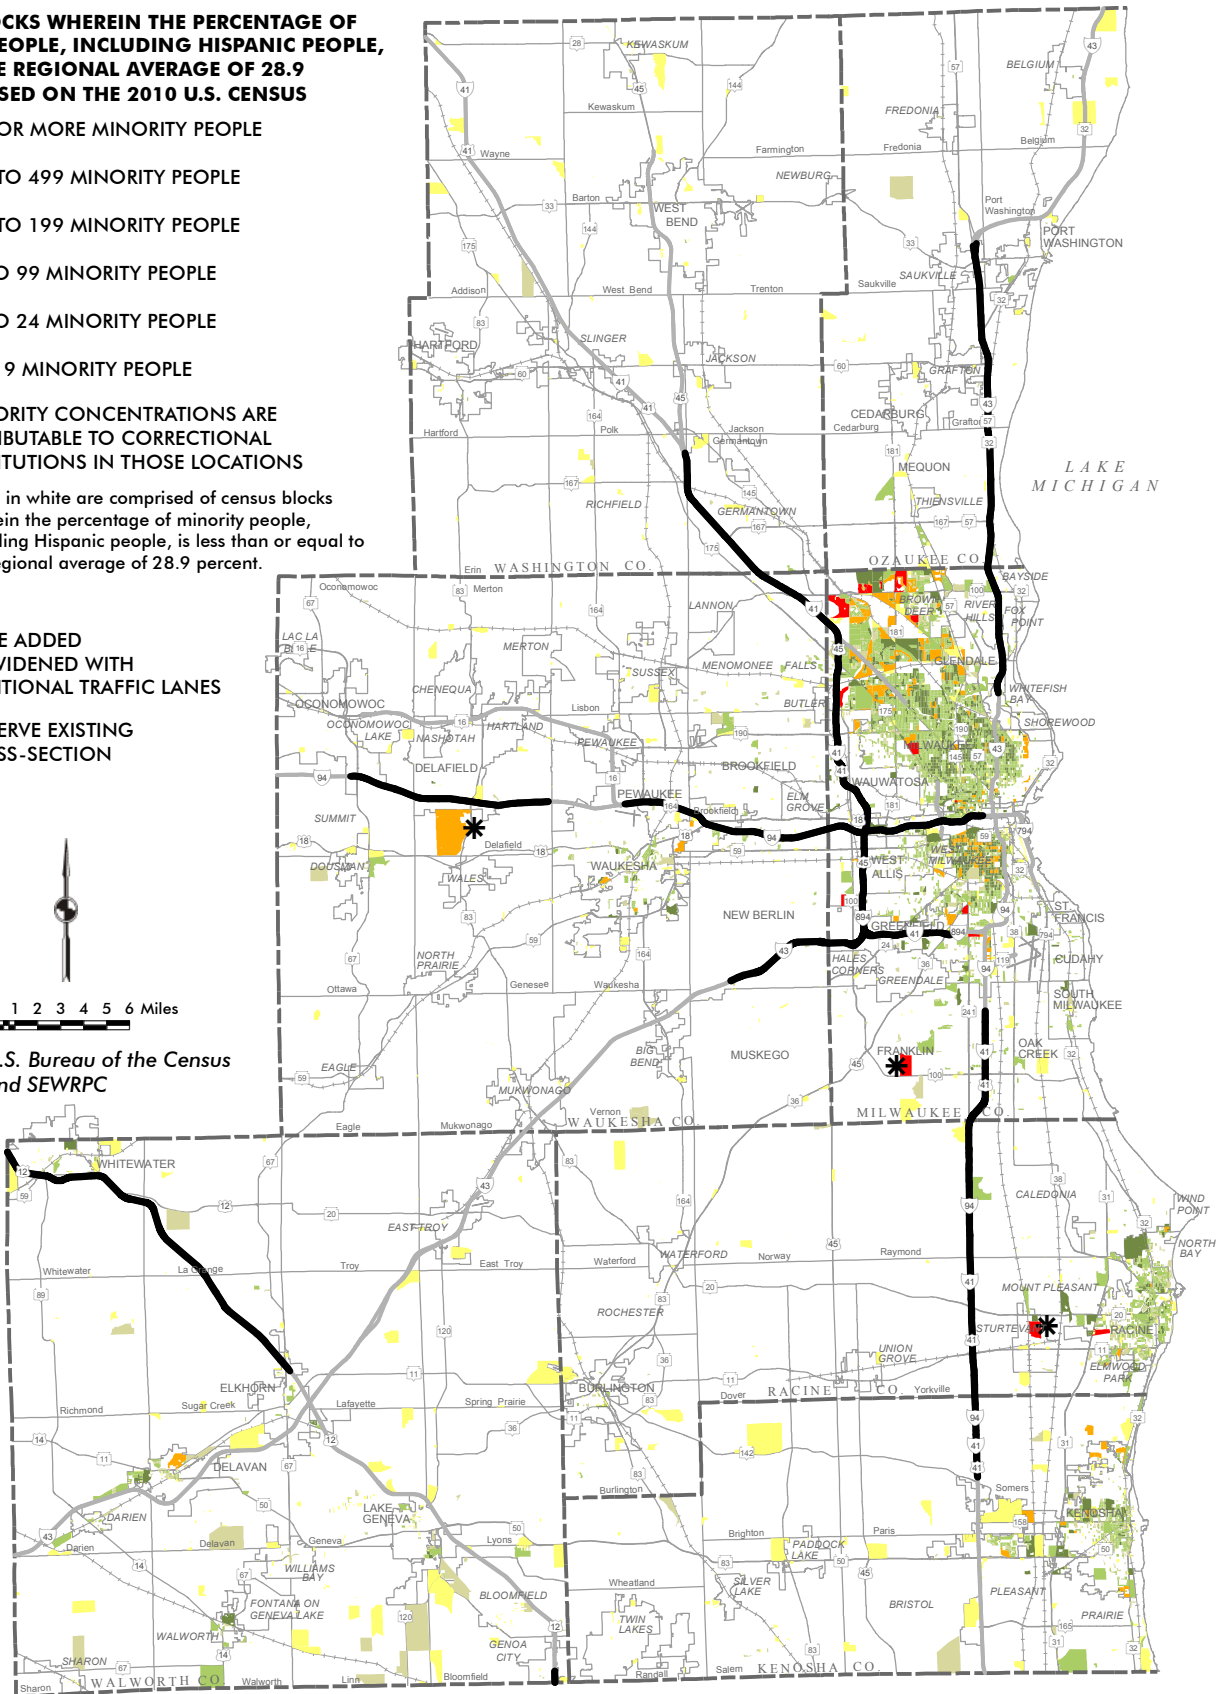 OCKS WHEREIN THE PERCENTAGE OF
EOPLE, INCLUDING HISPANIC PEOPLE,
E REGIONAL AVERAGE OF 28.9
SED ON THE 2010 U.S. CENSUS
OR MORE MINORITY PEOPLE
TO 499 MINORITY PEOPLE
TO 199 MINORITY PEOPLE
O 99 MINORITY PEOPLE
O 24 MINORITY PEOPLE
9 MINORITY PEOPLE
ORITY CONCENTRATIONS ARE
IBUTABLE TO CORRECTIONAL
ITUTIONS IN THOSE LOCATIONS
in white are comprised of census blocks
ein the percentage of minority people,
ding Hispanic people, is less than or equal to
egional average of 28.9 percent.
E ADDED
VIDENED WITH
ITIONAL TRAFFIC LANES
ERVE EXISTING
SS-SECTION
1 2 3 4 5 6 Miles
.S. Bureau of the Census
nd SEWRPC
KEWASKUM
Kewaskum
Wayne
Barton
WEST
BEND
Farmington
NEWBURG
Addison
West Bend
Trenton
HARTFORD
SLINGER
JACKSON
Hartford
Polk
Jackson
Germantown
RICHFIELD
GERMANTOWN
Erin
WASHINGTON CO.
BELGIUM
FREDONIA
Fredonia
Belgium
Port
Washington
PORT
WASHINGTON
SAUKVILLE
Saukville
GRAFTON
CEDARBURG
Cedarburg
Grafton
MEQUON
THIENSVILLE
LAKE
MICHIGAN
OZAUKEE CO.
Oconomowoc
Merton
LAC LA
MERTON
LANNON
SUSSEX
MENOMONEE FALLS
CHENEQUA
OCONOMOWOC
OCONOMOWOC
LAKE
NASHOTAH
HARTLAND
Lisbon
PEWAUKEE
BUTLER
DELAFIELD
PEWAUKEE
BROOKFIELD
Brookfield
ELM
GROVE
SUMMIT
Delafield
DOUSMAN
WALES
WAUKESHA
NEW BERLIN
NORTH
PRAIRIE
Ottawa
Genesee
Waukesha
EAGLE
BIG
BEND
MUSKEGO
MUKWONAGO
Vernon
Eagle
Mukwonago
WAUKESHA CO.
BAYSIDE
BROWN
DEER
RIVER
HILLS
FOX
POINT
GLENDALE
WHITEFISH
BAY
SHOREWOOD
MILWAUKEE
WAUWATOSA
WEST
MILWAUKEE
WEST
ALLIS
GREENFIELD
ST.
FRANCIS
HALES
CORNERS
GREENDALE
CUDAHY
SOUTH
MILWAUKEE
FRANKLIN
OAK
CREEK
MILWAUKEE CO.
WHITEWATER
Whitewater
La Grange
EAST TROY
Troy
East Troy
ELKHORN
Richmond
Sugar Creek
Lafayette
Spring Prairie
DELAVAN
DARIEN
Darien
Delavan
LAKE
GENEVA
Geneva
Lyons
WILLIAMS
BAY
FONTANA ON
GENEVA LAKE
BLOOMFIELD
WALWORTH
GENOA
CITY
SHARON
Sharon
WALWORTH CO.
Walworth
Linn
Bloomfield
Waterford
WATERFORD
Norway
Raymond
CALEDONIA
WIND
POINT
NORTH
BAY
ROCHESTER
MOUNT PLEASANT
STURTEVANT
RACINE
UNION
GROVE
ELMWOOD
PARK
BURLINGTON
Burlington
Dover
RACINE CO.
Yorkville
Somers
KENOSHA
Brighton
Paris
PADDOCK
LAKE
Wheatland
SILVER
LAKE
TWIN
LAKES
BRISTOL
PLEASANT
PRAIRIE
Randall
Salem
KENOSHA CO.